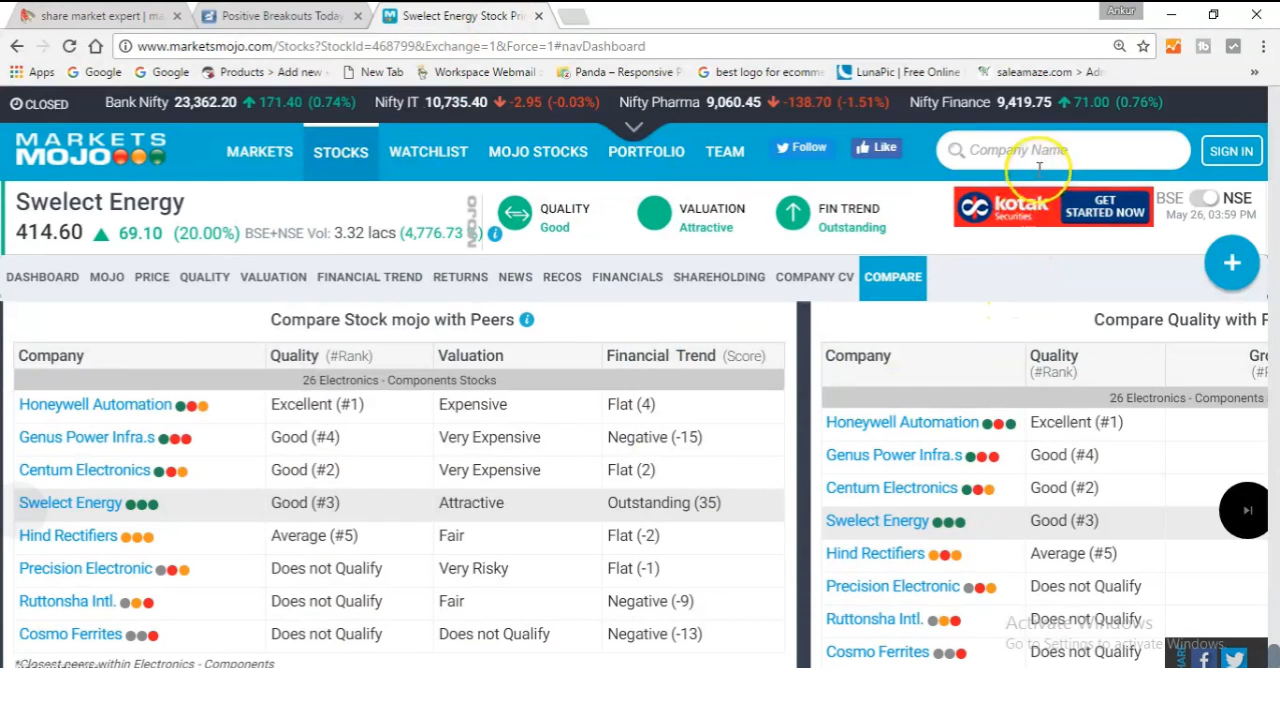 share market expert | ma
Positive Breakouts Today
Swelect Energy Stock Pri
Ankur
www.marketsmojo.com/Stocks?StockId=468799&Exchange=1&Force=1#navDashboard
Apps Google Google Products > Add new New Tab Workspace Webmail : Panda – Responsive P best logo for ecomm LunaPic | Free Online saleamaze.com > Adm »
CLOSED Bank Nifty 23,362.20 171.40 (0.74%) Nifty IT 10,735.40 -2.95 (-0.03%) Nifty Pharma 9,060.45 -138.70 (-1.51%) Nifty Finance 9,419.75 71.00 (0.76%)
MARKETS MOJO
MARKETS STOCKS WATCHLIST MOJO STOCKS PORTFOLIO TEAM Follow Like Company Name SIGN IN
Swelect Energy
414.60 69.10 (20.00%) BSE+NSE Vol: 3.32 lacs (4,776.73
MOJO
QUALITY
Good
VALUATION
Attractive
FIN TREND
Outstanding
kotak Securities
GET STARTED NOW
BSE NSE
May 26, 03:59 PM
DASHBOARD MOJO PRICE QUALITY VALUATION FINANCIAL TREND RETURNS NEWS RECOS FINANCIALS SHAREHOLDING COMPANY CV COMPARE
Compare Stock mojo with Peers
Company Quality (#Rank) Valuation Financial Trend (Score)
26 Electronics - Components Stocks
Honeywell Automation Excellent (#1) Expensive Flat (4)
Genus Power Infra.s Good (#4) Very Expensive Negative (-15)
Centum Electronics Good (#2) Very Expensive Flat (2)
Swelect Energy Good (#3) Attractive Outstanding (35)
Hind Rectifiers Average (#5) Fair Flat (-2)
Precision Electronic Does not Qualify Very Risky Flat (-1)
Ruttonsha Intl. Does not Qualify Fair Negative (-9)
Cosmo Ferrites Does not Qualify Does not Qualify Negative (-13)
*Closest peers within Electronics - Components
Compare Quality with P
Company Quality (#Rank) Gro (#R
26 Electronics - Components
Honeywell Automation Excellent (#1)
Genus Power Infra.s Good (#4)
Centum Electronics Good (#2)
Swelect Energy Good (#3)
Hind Rectifiers Average (#5)
Precision Electronic Does not Qualify
Ruttonsha Intl. Does not Qualify
Cosmo Ferrites Does not Qualify
Activate Windows
Go to Settings to activate Windows.
SHARE